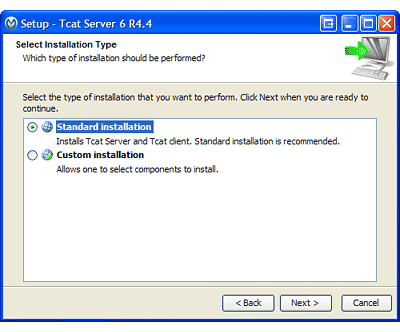 Setup - Tcat Server 6 R4.4
Select Installation Type
Which type of installation should be performed?
Select the type of installation that you want to perform. Click Next when you are ready to
continue.
Standard installation
Installs Tcat Server and Tcat client. Standard installation is recommended.
Custom installation
Allows one to select components to install.
< Back
Next >
Cancel